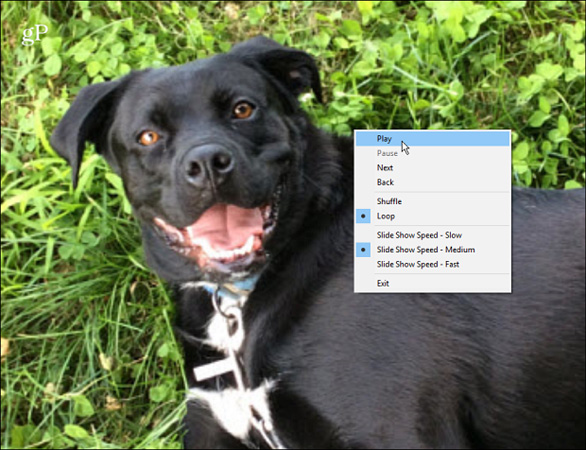 gP
Play
Pause
Next
Back
Shuffle
Loop
Slide Show Speed - Slow
Slide Show Speed - Medium
Slide Show Speed - Fast
Exit